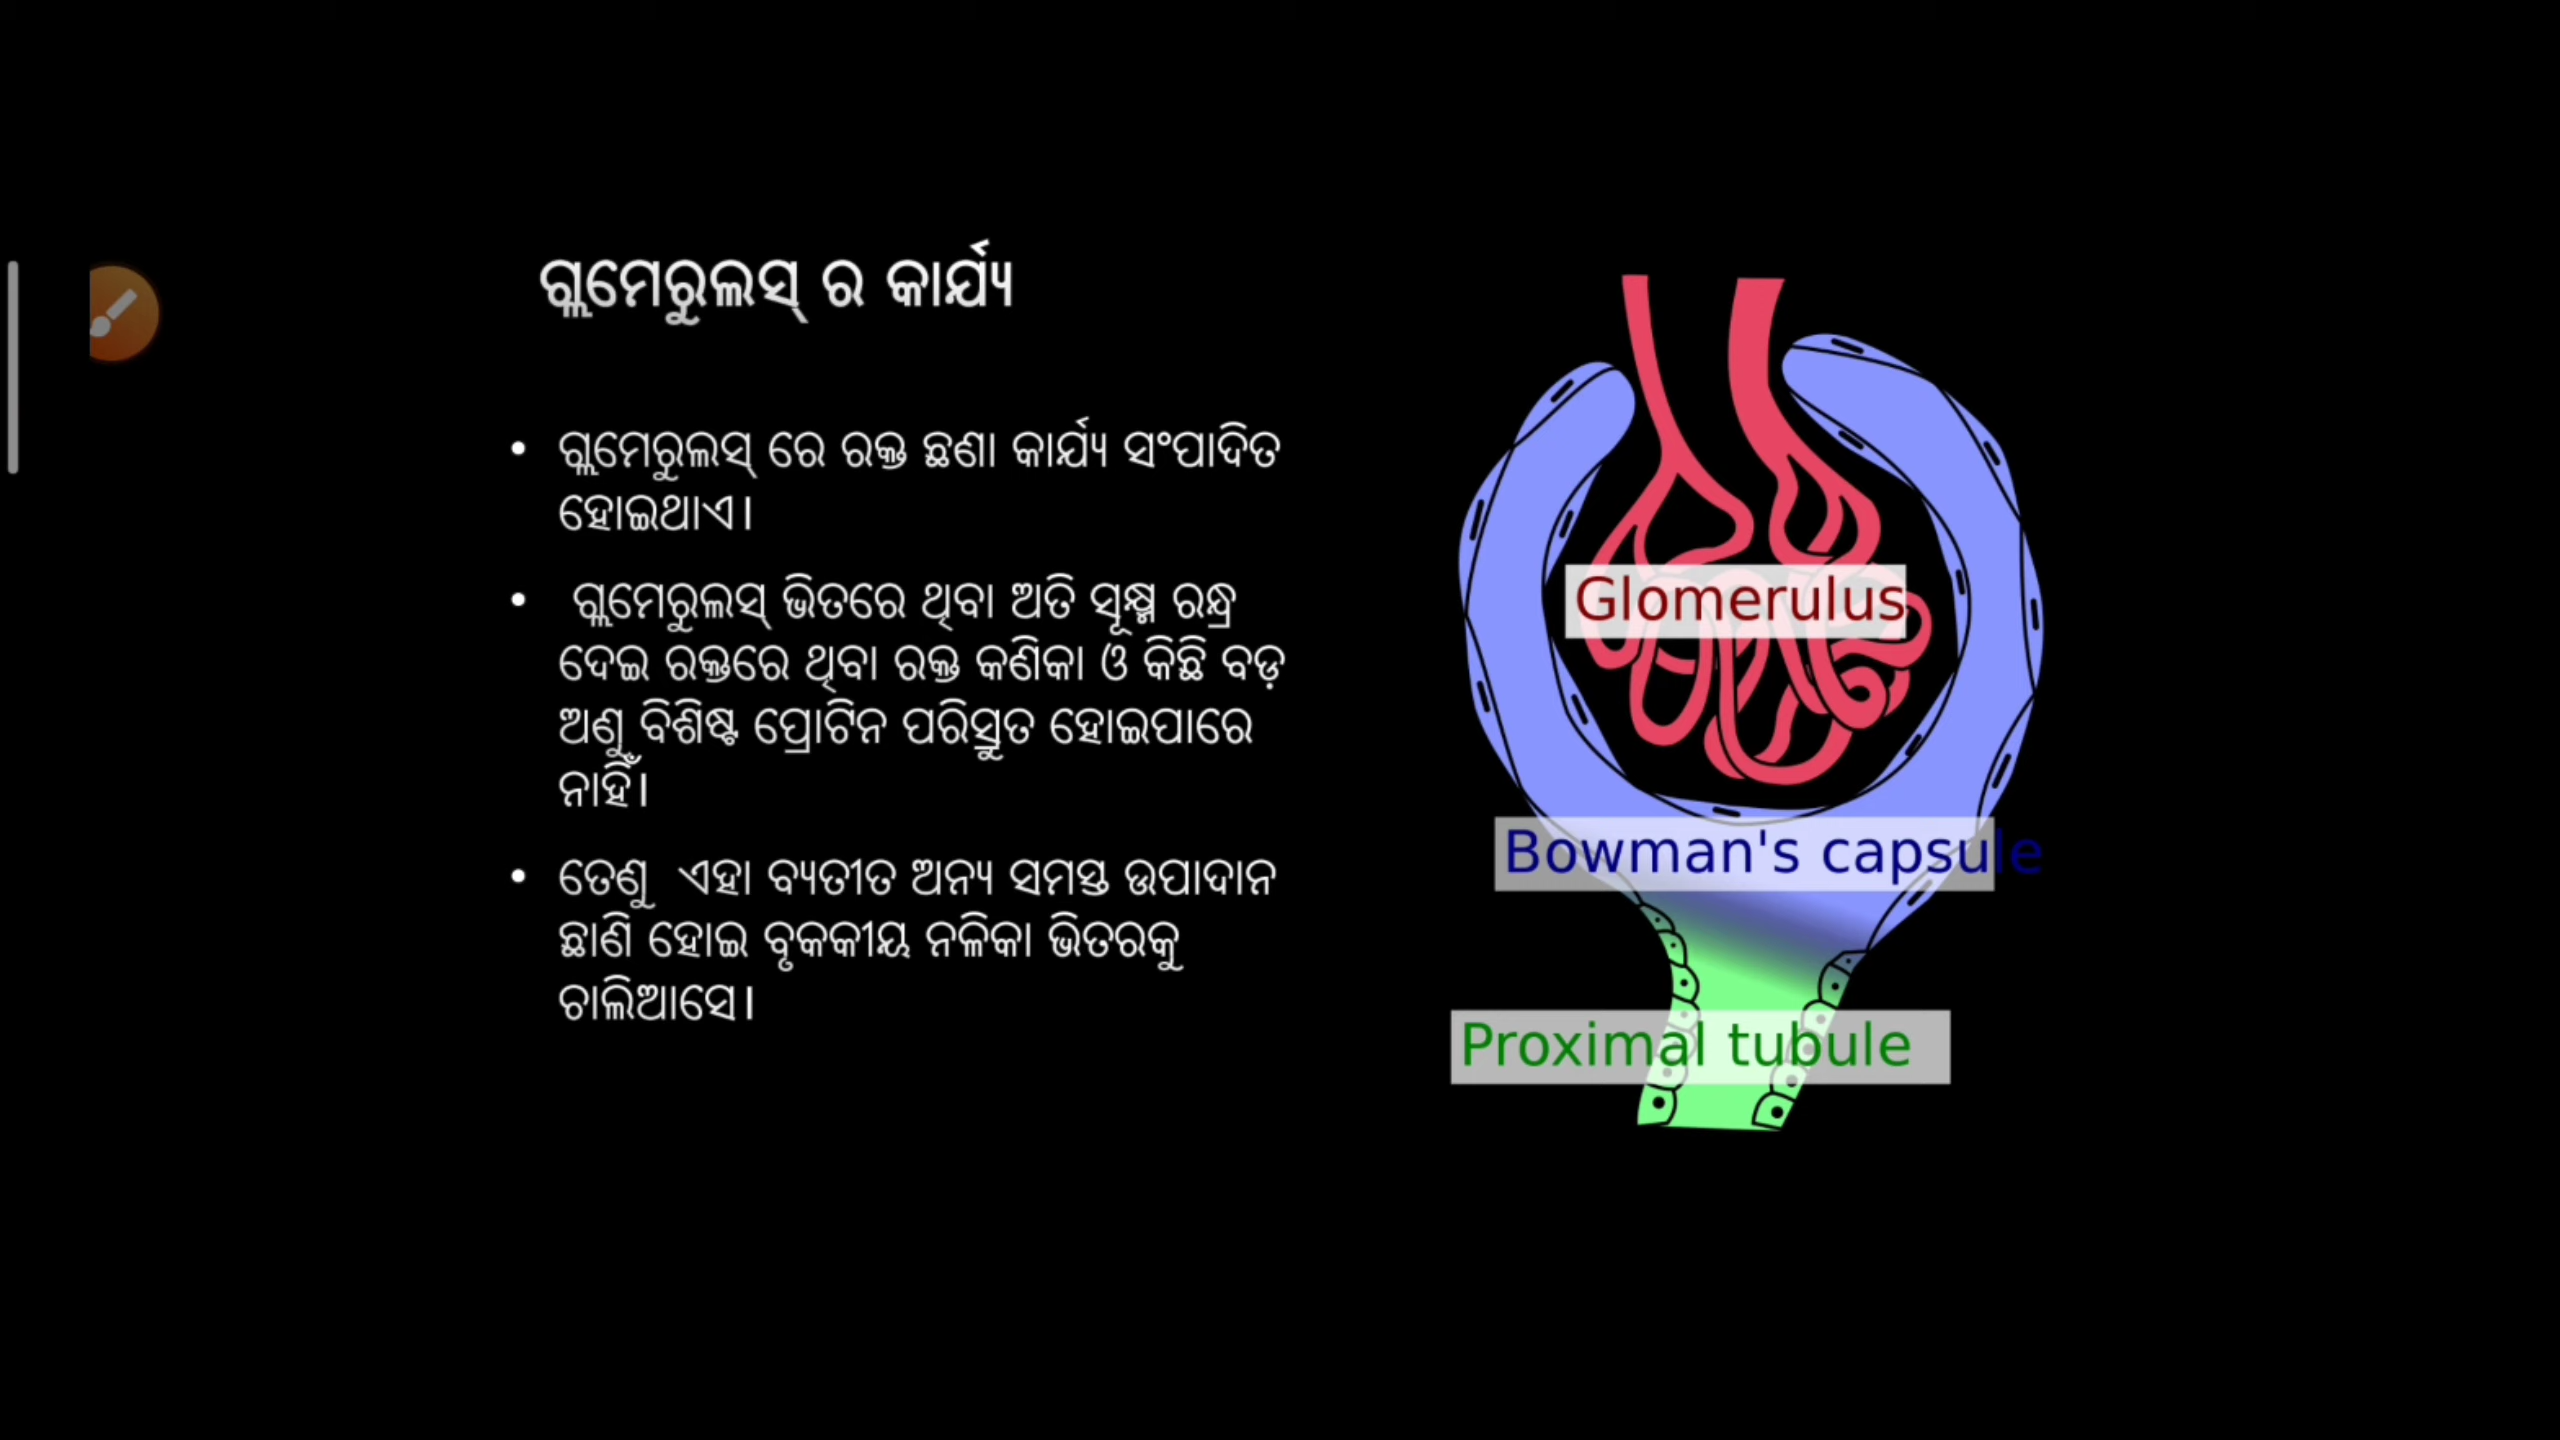 ଗ୍ଲମେରୁଲସ୍ ର କାର୍ଯ୍ୟ
• ଗ୍ଲମେରୁଲସ୍ ରେ ରକ୍ତ ଛଣା କାର୍ଯ୍ୟ ସଂପାଦିତ
ହୋଇଥାଏ।
• ଗ୍ଲମେରୁଲସ୍ ଭିତରେ ଥିବା ଅତି ସୂକ୍ଷ୍ମ ରନ୍ଧ୍ର
ଦେଇ ରକ୍ତରେ ଥିବା ରକ୍ତ କଣିକା ଓ କିଛି ବଡ଼
ଅଣୁ ବିଶିଷ୍ଟ ପ୍ରୋଟିନ ପରିସ୍ରୁତ ହୋଇପାରେ
ନାହିଁ।
• ତେଣୁ ଏହା ବ୍ୟତୀତ ଅନ୍ୟ ସମସ୍ତ ଉପାଦାନ
ଛାଣି ହୋଇ ବୃକକୀୟ ନଳିକା ଭିତରକୁ
ଚାଲିଆସେ।
Glomerulus
Bowman's capsule
Proximal tubule